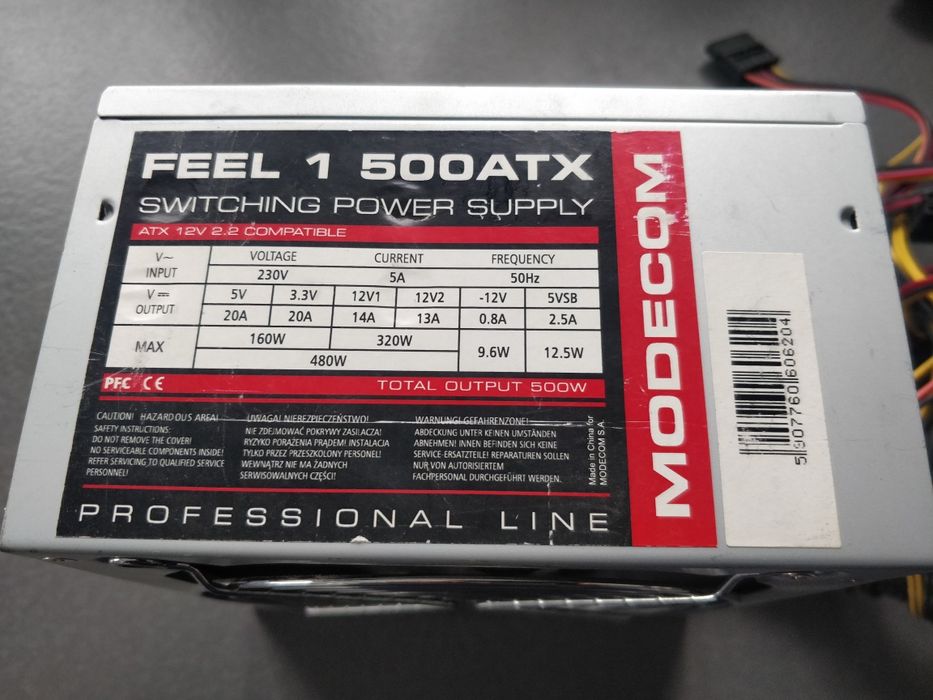 FEEL 1 500ATX
SWITCHING POWER SUPPLY
ATX 12V 2.2 COMPATIBLE
V~ INPUT VOLTAGE CURRENT FREQUENCY
230V 5A 50Hz
V⎓ OUTPUT 5V 3.3V 12V1 12V2 -12V 5VSB
20A 20A 14A 13A 0.8A 2.5A
MAX 160W 320W 9.6W 12.5W
480W
PFC CE TOTAL OUTPUT 500W
CAUTION! HAZARDOUS AREA!
SAFETY INSTRUCTIONS:
DO NOT REMOVE THE COVER!
NO SERVICEABLE COMPONENTS INSIDE!
REFER SERVICING TO QUALIFIED SERVICE
PERSONNEL!
UWAGA! NIEBEZPIECZEŃSTWO!
NIE ZDEJMOWAĆ POKRYWY ZASILACZA!
RYZYKO PORAŻENIA PRĄDEM! INSTALACJA
TYLKO PRZEZ PRZESZKOLONY PERSONEL!
WEWNĄTRZ NIE MA ŻADNYCH
SERWISOWALNYCH CZĘŚCI!
WARNUNG! GEFAHRENZONE!
ABDECKUNG UNTER KEINEN UMSTÄNDEN
ABNEHMEN! INNEN BEFINDEN SICH KEINE
SERVICE-ERSATZTEILE! REPARATUREN SOLLEN
NUR VON AUTORISIERTEM
FACHPERSONAL DURCHGEFÜHRT WERDEN.
Made in China for
MODECOM S.A.
PROFESSIONAL LINE
MODECOM
5 907760 606204